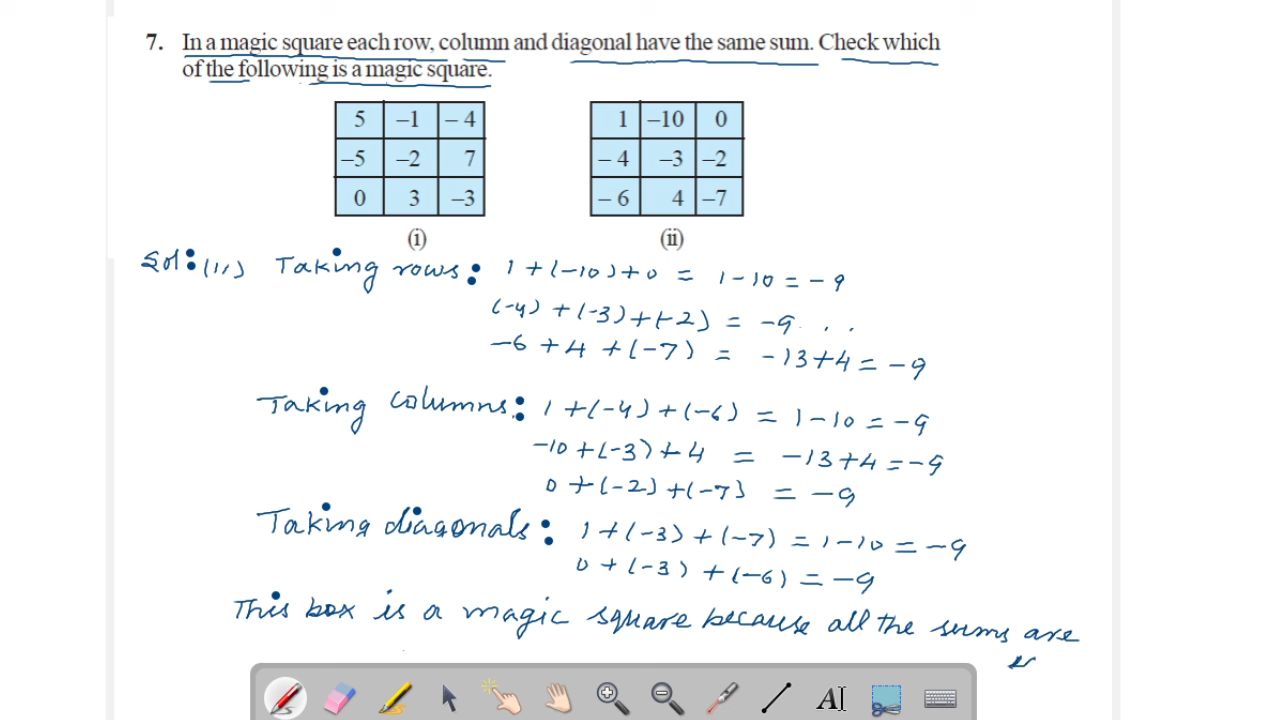 7. In a magic square each row, column and diagonal have the same sum. Check which
of the following is a magic square.
5 –1 – 4 1 –10 0
–5 –2 7 – 4 –3 –2
0 3 –3 – 6 4 –7
(i) (ii)
Sol:(ii) Taking rows: 1+(-10)+0 = 1-10 = -9
(-4)+(-3)+(-2) = -9..
-6+4+(-7) = -13+4 = -9
Taking columns: 1+(-4)+(-6) = 1-10 = -9
-10+(-3)+4 = -13+4 = -9
0+(-2)+(-7) = -9
Taking diagonals: 1+(-3)+(-7) = 1-10 = -9
0+(-3)+(-6) = -9
This box is a magic square because all the sums are
AI